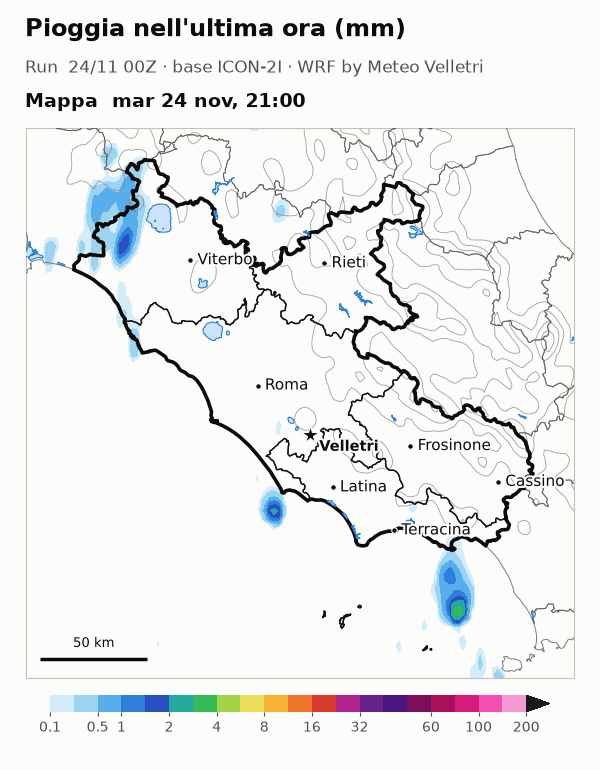 Pioggia nell'ultima ora (mm)
Run  24/11 00Z · base ICON-2I · WRF by Meteo Velletri
Mappa  mar 24 nov, 21:00
Viterbo
Rieti
Roma
Velletri
Frosinone
Latina
Cassino
Terracina
50 km
0.1 0.5 1 2 4 8 16 32 60 100 200